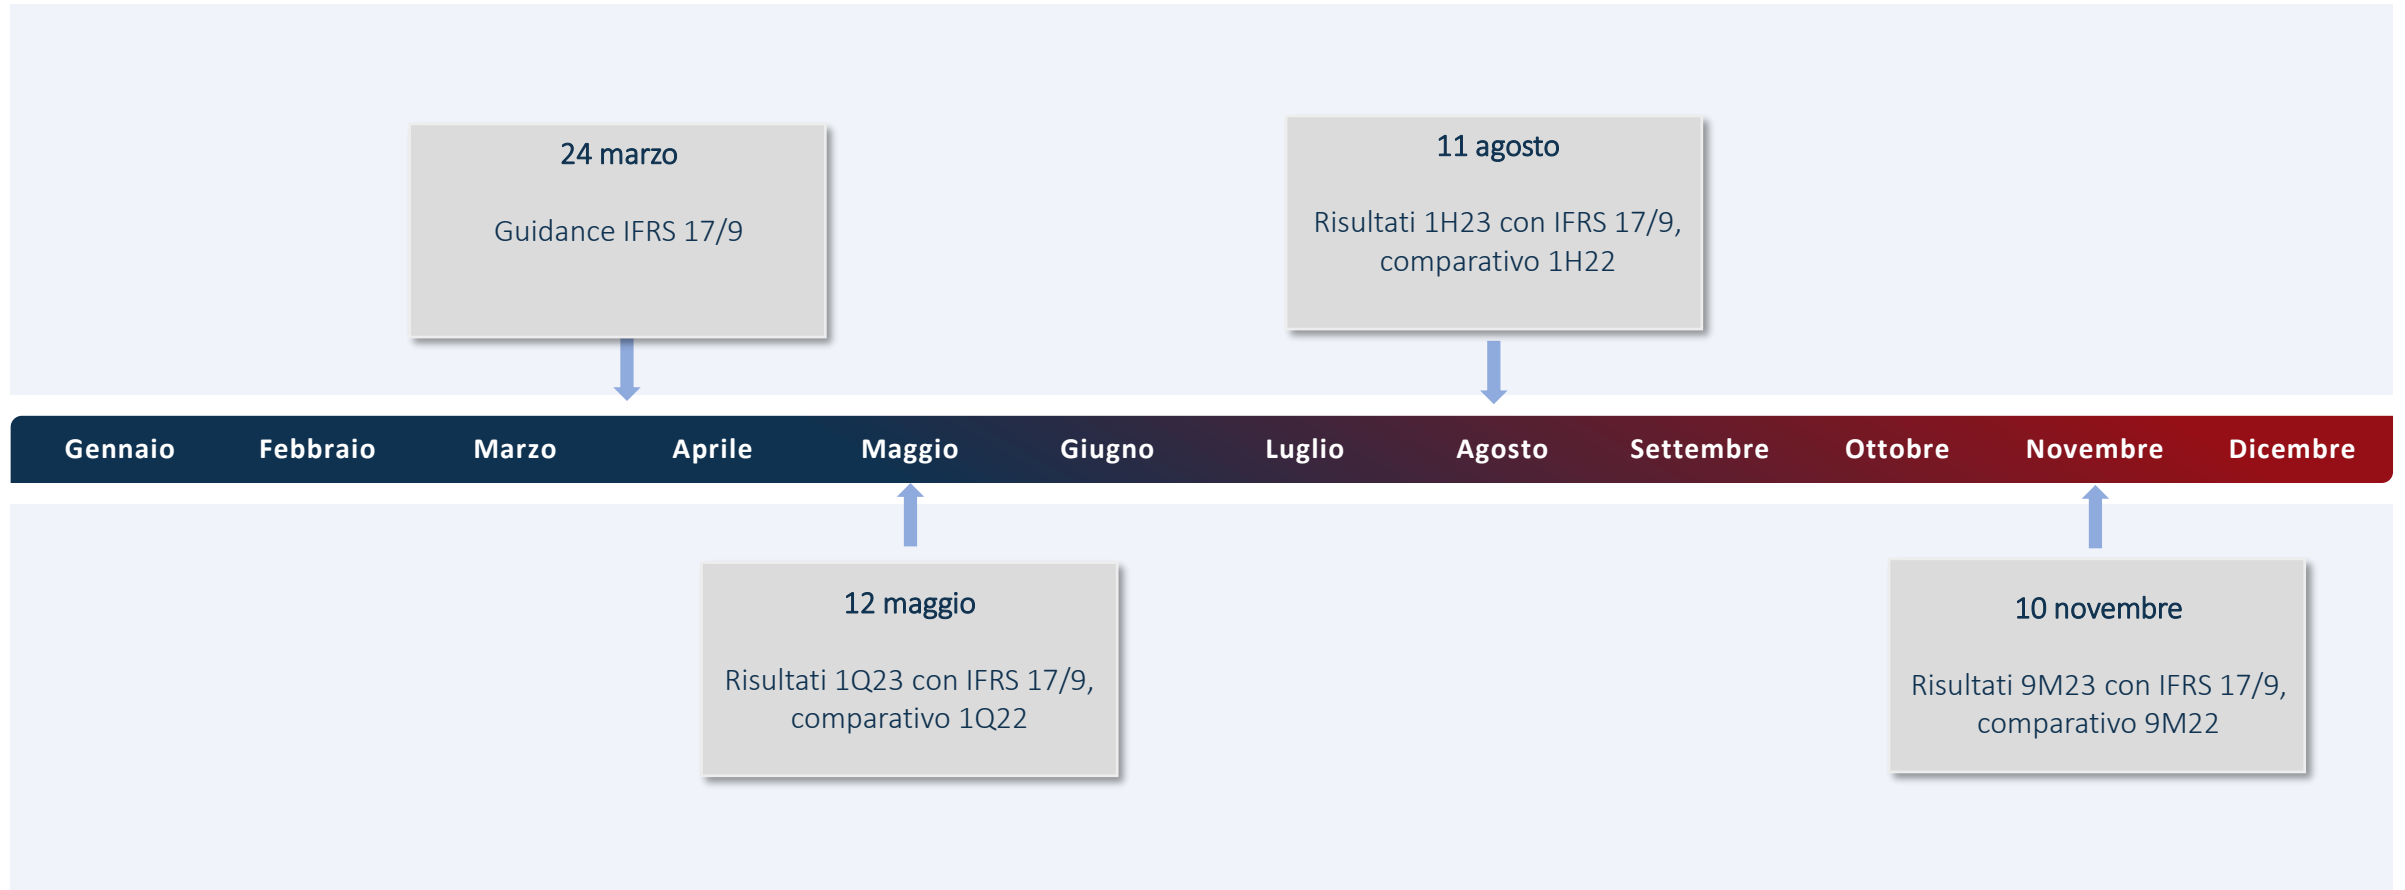 24 marzo
Guidance IFRS 17/9
11 agosto
Risultati 1H23 con IFRS 17/9,
comparativo 1H22
Gennaio Febbraio Marzo Aprile Maggio Giugno Luglio Agosto Settembre Ottobre Novembre Dicembre
12 maggio
Risultati 1Q23 con IFRS 17/9,
comparativo 1Q22
10 novembre
Risultati 9M23 con IFRS 17/9,
comparativo 9M22